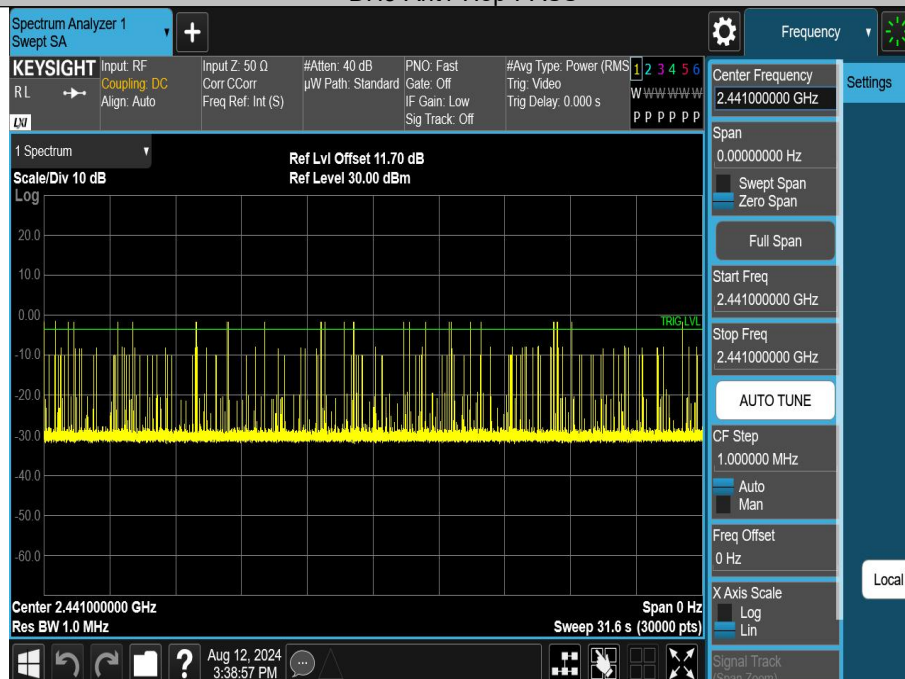 Spectrum Analyzer 1
Swept SA
Frequency
KEYSIGHT
RL
LXI
Input: RF
Coupling: DC
Align: Auto
Input Z: 50 Ω
Corr CCorr
Freq Ref: Int (S)
#Atten: 40 dB
µW Path: Standard
PNO: Fast
Gate: Off
IF Gain: Low
Sig Track: Off
#Avg Type: Power (RMS
Trig: Video
Trig Delay: 0.000 s
1 2 3 4 5 6
W W W W W W
P P P P P P
1 Spectrum
Scale/Div 10 dB
Ref Lvl Offset 11.70 dB
Ref Level 30.00 dBm
Log
20.0
10.0
0.00
TRIG LVL
-10.0
-20.0
-30.0
-40.0
-50.0
-60.0
Center 2.441000000 GHz
Span 0 Hz
Res BW 1.0 MHz
Sweep 31.6 s (30000 pts)
Center Frequency
2.441000000 GHz
Settings
Span
0.00000000 Hz
Swept Span
Zero Span
Full Span
Start Freq
2.441000000 GHz
Stop Freq
2.441000000 GHz
AUTO TUNE
CF Step
1.000000 MHz
Auto
Man
Freq Offset
0 Hz
Local
X Axis Scale
Log
Lin
Signal Track
(Span Zoom)
?
Aug 12, 2024
3:38:57 PM